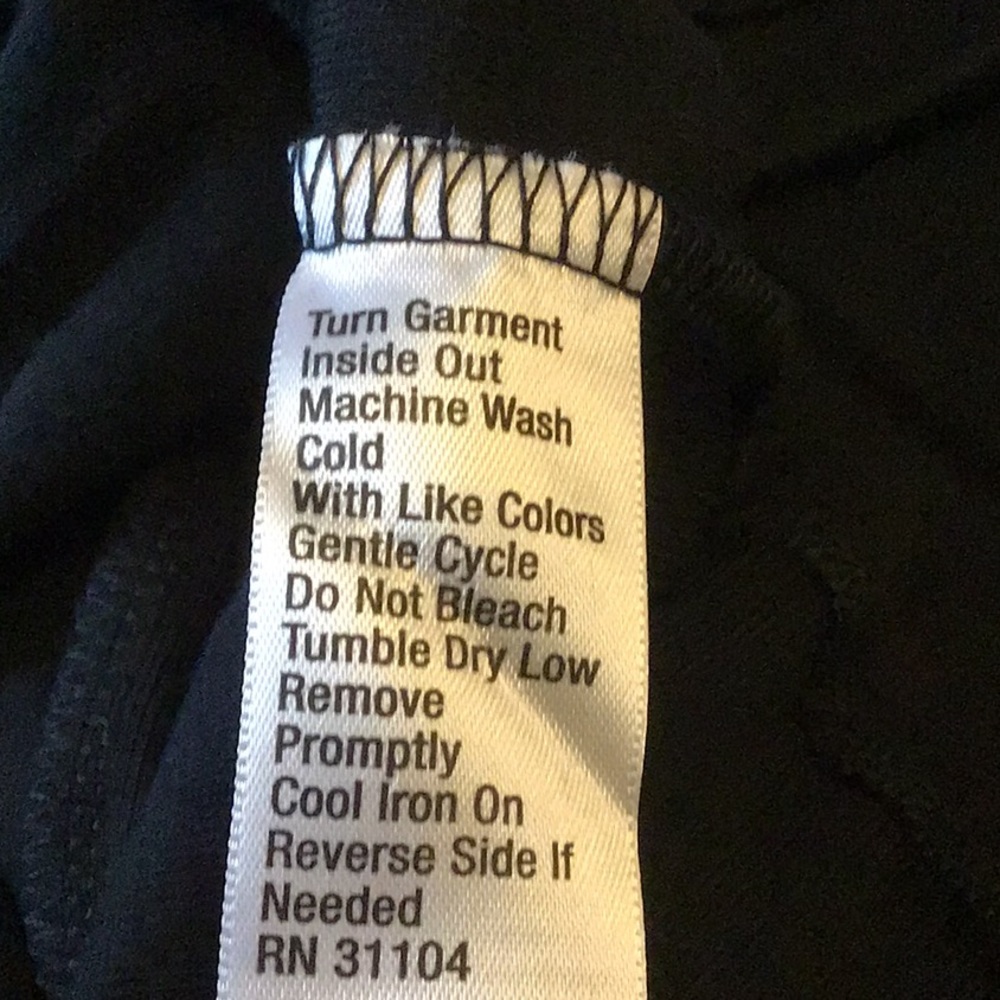 Turn Garment
Inside Out
Machine Wash
Cold
With Like Colors
Gentle Cycle
Do Not Bleach
Tumble Dry Low
Remove
Promptly
Cool Iron On
Reverse Side If
Needed
RN 31104